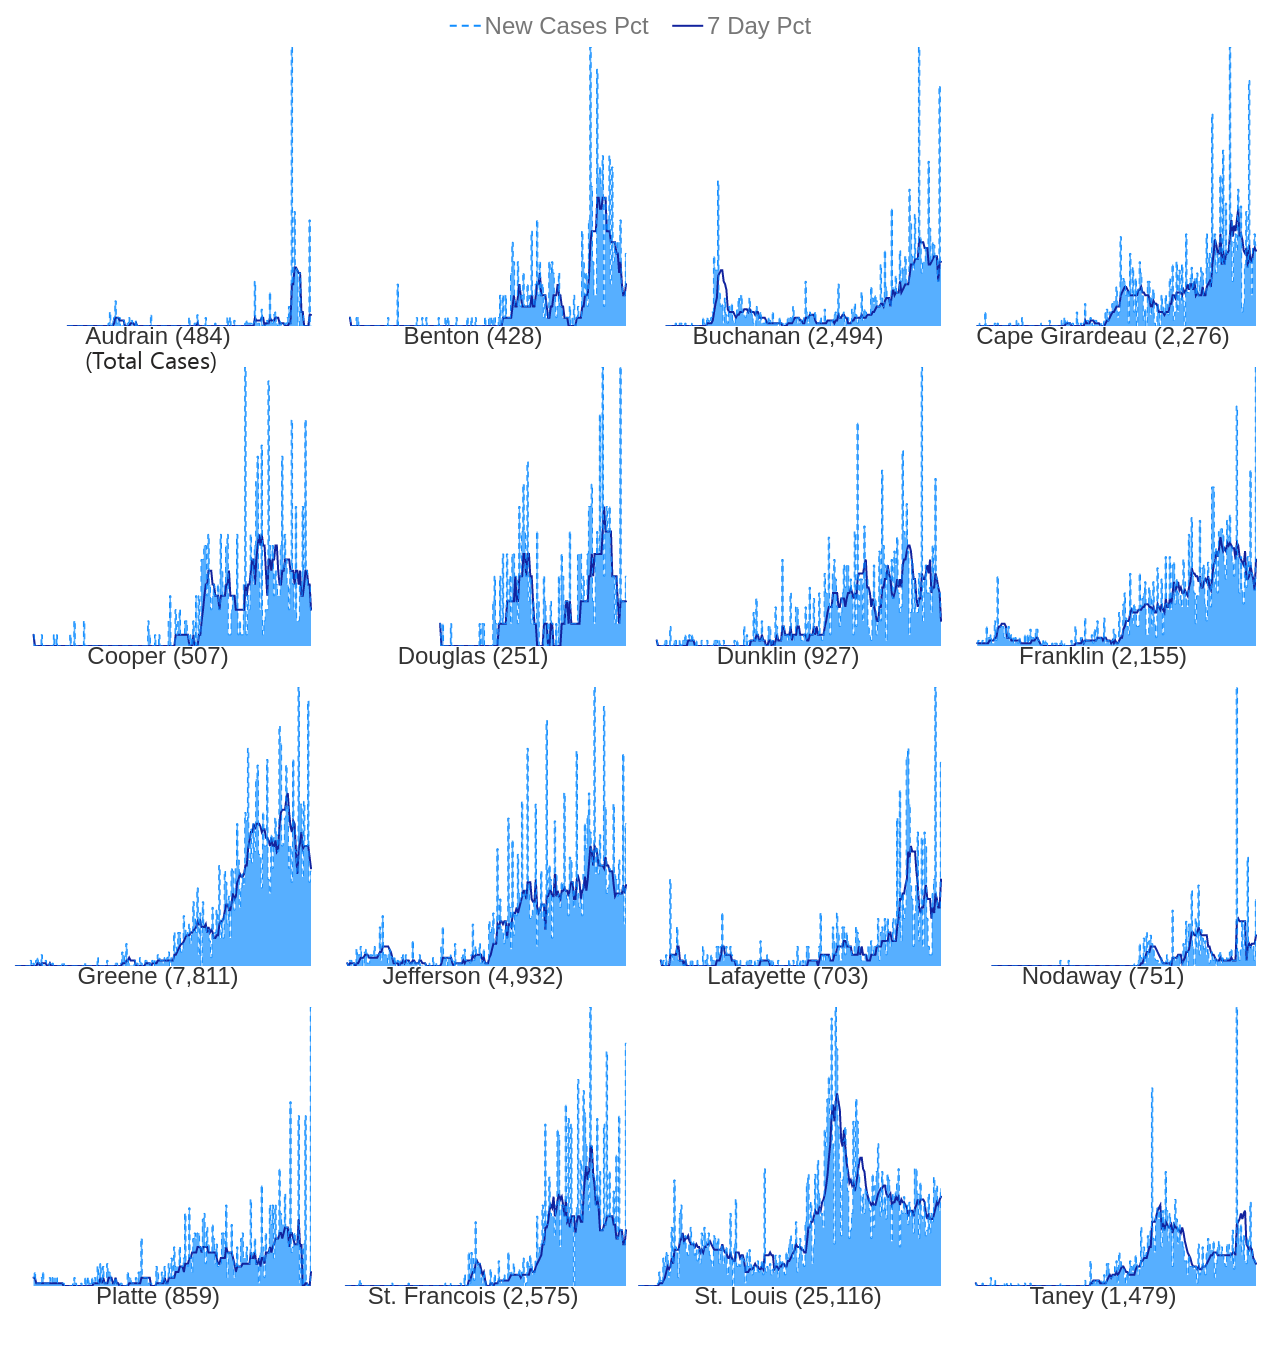 New Cases Pct 7 Day Pct
Audrain (484)
(Total Cases)
Benton (428)
Buchanan (2,494)
Cape Girardeau (2,276)
Cooper (507)
Douglas (251)
Dunklin (927)
Franklin (2,155)
Greene (7,811)
Jefferson (4,932)
Lafayette (703)
Nodaway (751)
Platte (859)
St. Francois (2,575)
St. Louis (25,116)
Taney (1,479)